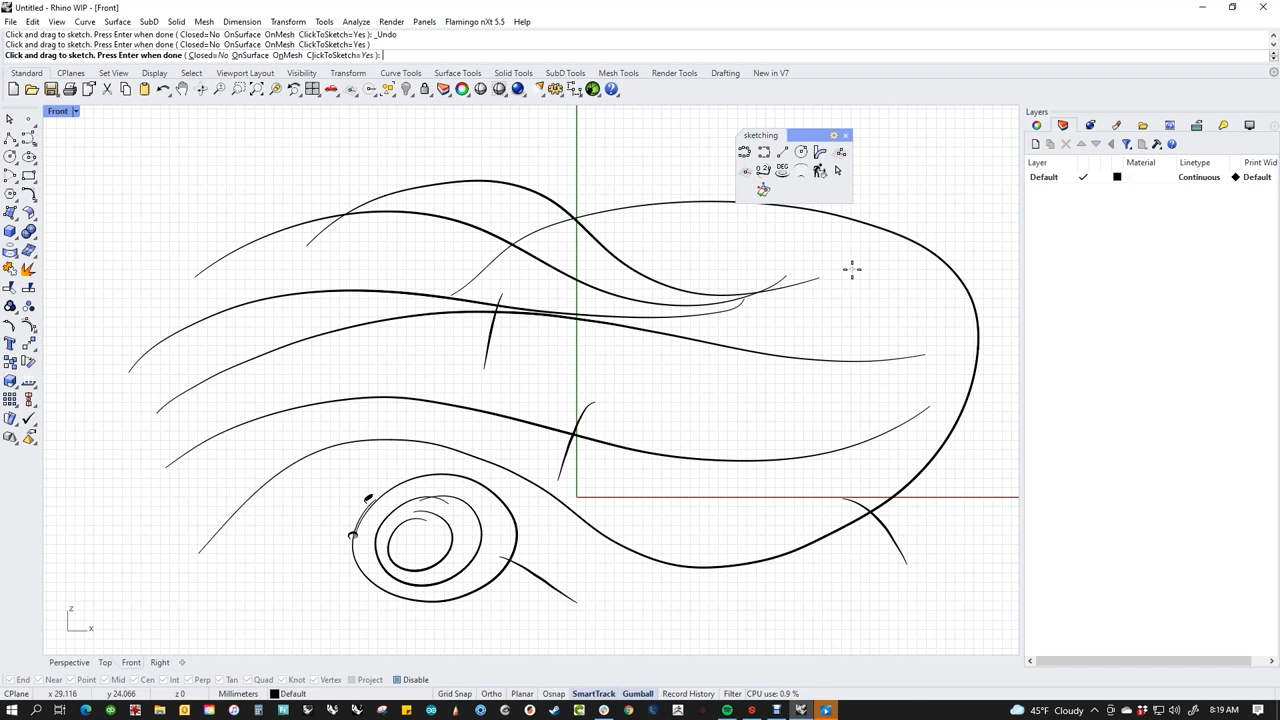 Untitled - Rhino WIP - [Front]
File Edit View Curve Surface SubD Solid Mesh Dimension Transform Tools Analyze Render Panels Flamingo nXt 5.5 Help
Click and drag to sketch. Press Enter when done ( Closed=No OnSurface OnMesh ClickToSketch=Yes ): _Undo
Click and drag to sketch. Press Enter when done ( Closed=No OnSurface OnMesh ClickToSketch=Yes )
Click and drag to sketch. Press Enter when done ( Closed=No OnSurface OnMesh ClickToSketch=Yes ):
Standard CPlanes Set View Display Select Viewport Layout Visibility Transform Curve Tools Surface Tools Solid Tools SubD Tools Mesh Tools Render Tools Drafting New in V7
Front
Layers
sketching
Layer Material Linetype Print Wid
Default Continuous Default
DEG
z
x
Perspective Top Front Right
End Near Point Mid Cen Int Perp Tan Quad Knot Vertex Project Disable
CPlane x 29.116 y 24.066 z 0 Millimeters Default Grid Snap Ortho Planar Osnap SmartTrack Gumball Record History Filter CPU use: 0.9 %
45°F Cloudy 8:19 AM